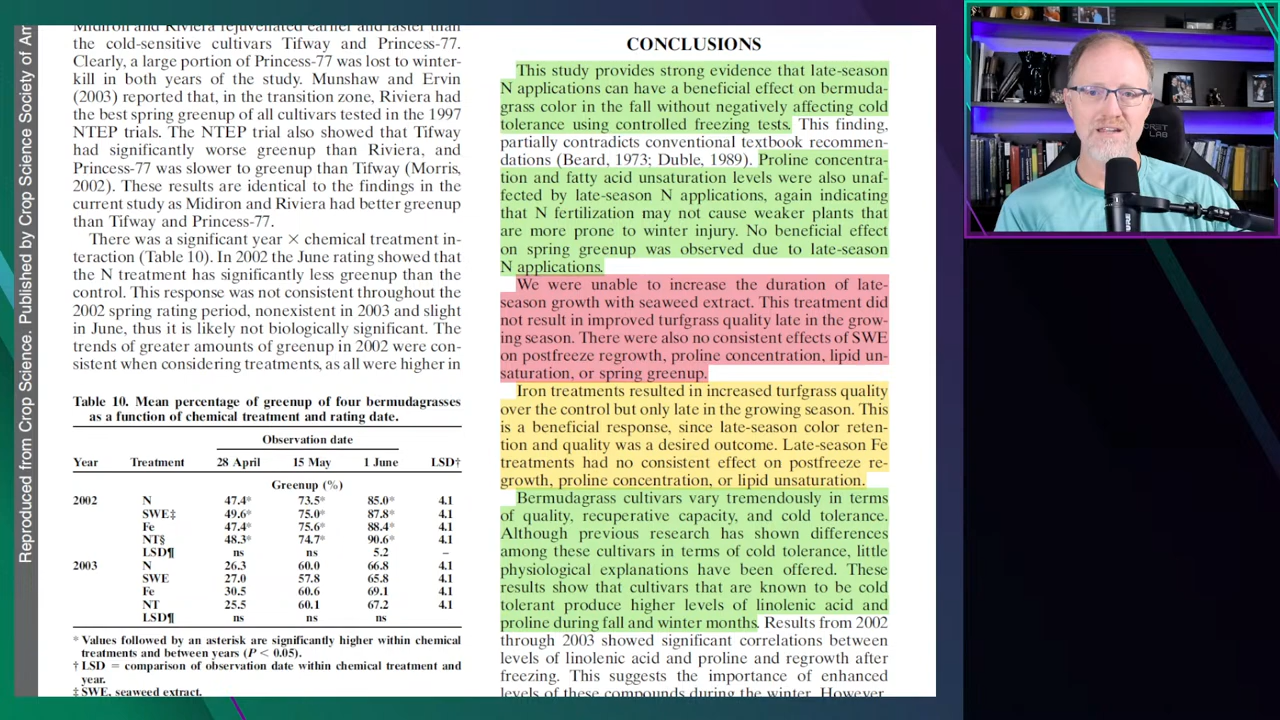 Reproduced from Crop Science. Published by Crop Science Society of Am
Midiron and Riviera rejuvenated earlier and faster than
the cold-sensitive cultivars Tifway and Princess-77.
Clearly, a large portion of Princess-77 was lost to winter-
kill in both years of the study. Munshaw and Ervin
(2003) reported that, in the transition zone, Riviera had
the best spring greenup of all cultivars tested in the 1997
NTEP trials. The NTEP trial also showed that Tifway
had significantly worse greenup than Riviera, and
Princess-77 was slower to greenup than Tifway (Morris,
2002). These results are identical to the findings in the
current study as Midiron and Riviera had better greenup
than Tifway and Princess-77.
There was a significant year × chemical treatment in-
teraction (Table 10). In 2002 the June rating showed that
the N treatment has significantly less greenup than the
control. This response was not consistent throughout the
2002 spring rating period, nonexistent in 2003 and slight
in June, thus it is likely not biologically significant. The
trends of greater amounts of greenup in 2002 were con-
sistent when considering treatments, as all were higher in
Table 10. Mean percentage of greenup of four bermudagrasses
as a function of chemical treatment and rating date.
Observation date
Year Treatment 28 April 15 May 1 June LSD†
Greenup (%)
2002 N 47.4* 73.5* 85.0* 4.1
SWE‡ 49.6* 75.0* 87.8* 4.1
Fe 47.4* 75.6* 88.4* 4.1
NT§ 48.3* 74.7* 90.6* 4.1
LSD¶ ns ns 5.2 –
2003 N 26.3 60.0 66.8 4.1
SWE 27.0 57.8 65.8 4.1
Fe 30.5 60.6 69.1 4.1
NT 25.5 60.1 67.2 4.1
LSD¶ ns ns ns
* Values followed by an asterisk are significantly higher within chemical
treatments and between years (P < 0.05).
† LSD = comparison of observation date within chemical treatment and
year.
‡ SWE, seaweed extract.
CONCLUSIONS
This study provides strong evidence that late-season
N applications can have a beneficial effect on bermuda-
grass color in the fall without negatively affecting cold
tolerance using controlled freezing tests. This finding,
partially contradicts conventional textbook recommen-
dations (Beard, 1973; Duble, 1989). Proline concentra-
tion and fatty acid unsaturation levels were also unaf-
fected by late-season N applications, again indicating
that N fertilization may not cause weaker plants that
are more prone to winter injury. No beneficial effect
on spring greenup was observed due to late-season
N applications.
We were unable to increase the duration of late-
season growth with seaweed extract. This treatment did
not result in improved turfgrass quality late in the grow-
ing season. There were also no consistent effects of SWE
on postfreeze regrowth, proline concentration, lipid un-
saturation, or spring greenup.
Iron treatments resulted in increased turfgrass quality
over the control but only late in the growing season. This
is a beneficial response, since late-season color reten-
tion and quality was a desired outcome. Late-season Fe
treatments had no consistent effect on postfreeze re-
growth, proline concentration, or lipid unsaturation.
Bermudagrass cultivars vary tremendously in terms
of quality, recuperative capacity, and cold tolerance.
Although previous research has shown differences
among these cultivars in terms of cold tolerance, little
physiological explanations have been offered. These
results show that cultivars that are known to be cold
tolerant produce higher levels of linolenic acid and
proline during fall and winter months. Results from 2002
through 2003 showed significant correlations between
levels of linolenic acid and proline and regrowth after
freezing. This suggests the importance of enhanced
levels of these compounds during the winter. However,